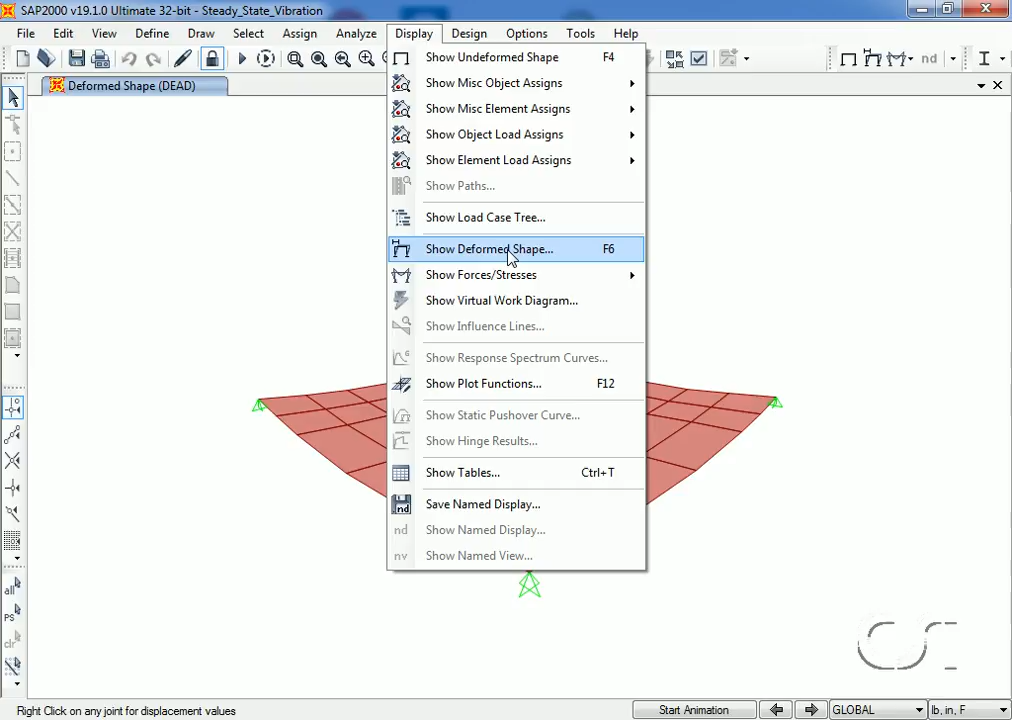 SAP2000 v19.1.0 Ultimate 32-bit - Steady_State_Vibration
File Edit View Define Draw Select Assign Analyze Display Design Options Tools Help
nd
Deformed Shape (DEAD)
Show Undeformed Shape F4
Show Misc Object Assigns
Show Misc Element Assigns
Show Object Load Assigns
Show Element Load Assigns
Show Paths...
Show Load Case Tree...
Show Deformed Shape... F6
Show Forces/Stresses
Show Virtual Work Diagram...
Show Influence Lines...
Show Response Spectrum Curves...
Show Plot Functions... F12
Show Static Pushover Curve...
Show Hinge Results...
Show Tables... Ctrl+T
nd Save Named Display...
nd Show Named Display...
nv Show Named View...
all
PS
clr
CSI
Right Click on any joint for displacement values
Start Animation
GLOBAL
lb, in, F